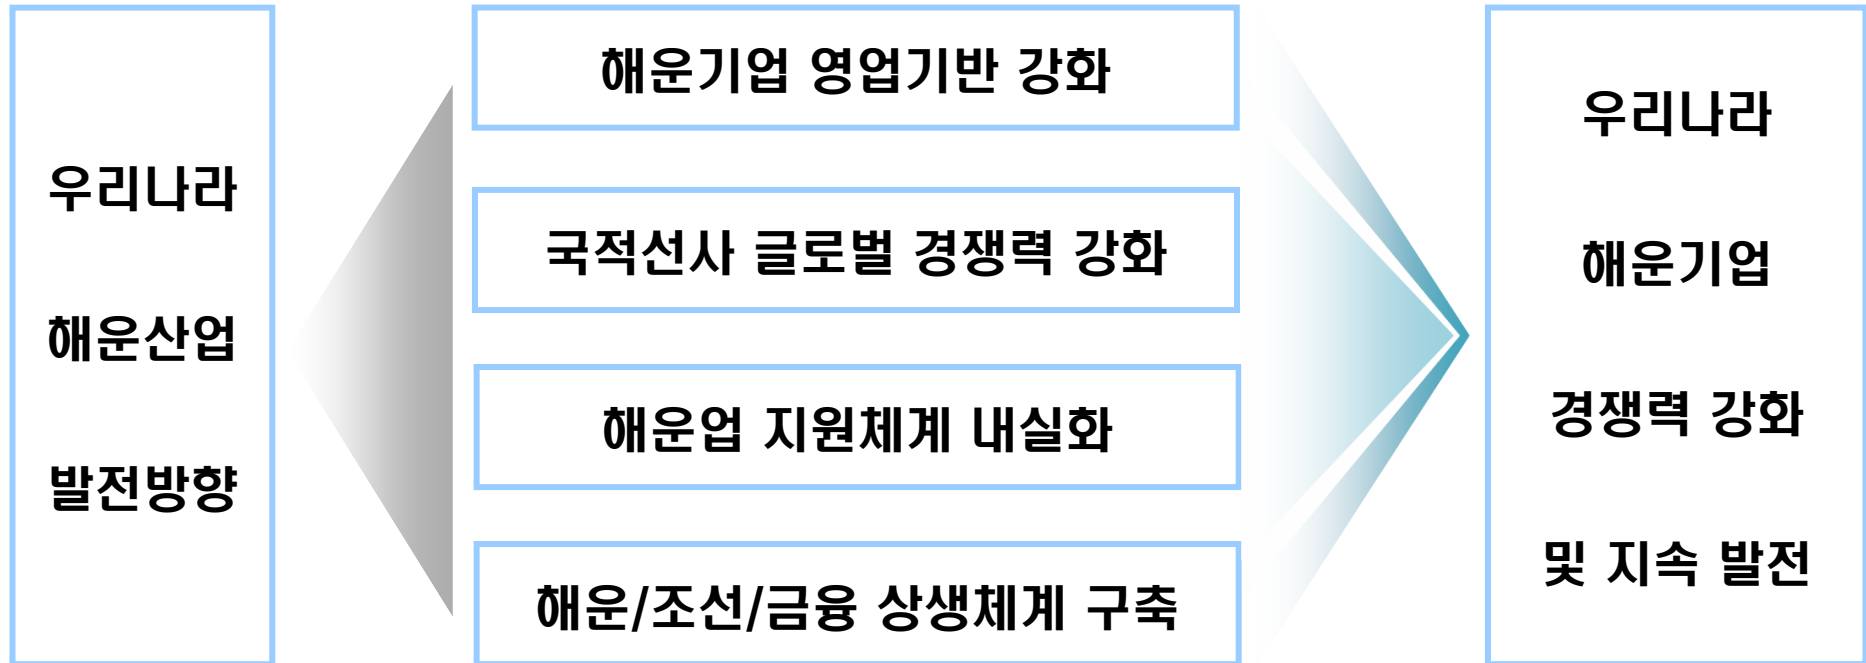 우리나라
해운산업
발전방향
해운기업 영업기반 강화
국적선사 글로벌 경쟁력 강화
해운업 지원체계 내실화
해운/조선/금융 상생체계 구축
우리나라
해운기업
경쟁력 강화
및 지속 발전